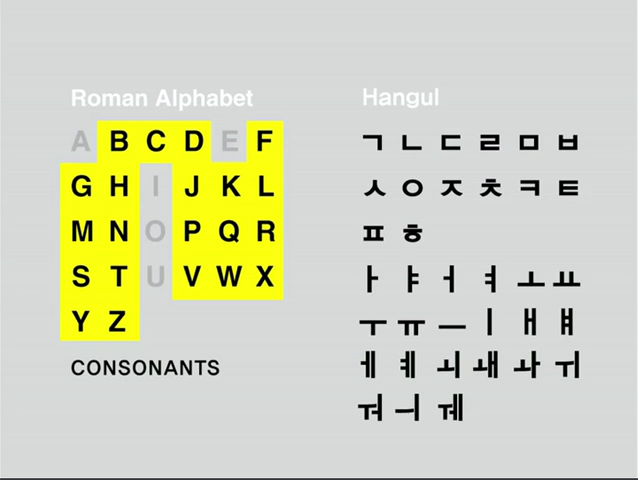 Roman Alphabet
A B C D E F
G H I J K L
M N O P Q R
S T U V W X
Y Z
CONSONANTS
Hangul
ㄱ ㄴ ㄷ ㄹ ㅁ ㅂ
ㅅ ㅇ ㅈ ㅊ ㅋ ㅌ
ㅍ ㅎ
ㅏ ㅑ ㅓ ㅕ ㅗ ㅛ
ㅜ ㅠ ㅡ ㅣ ㅐ ㅒ
ㅔ ㅖ ㅚ ㅙ ㅘ ㅟ
ㅝ ㅢ ㅞ